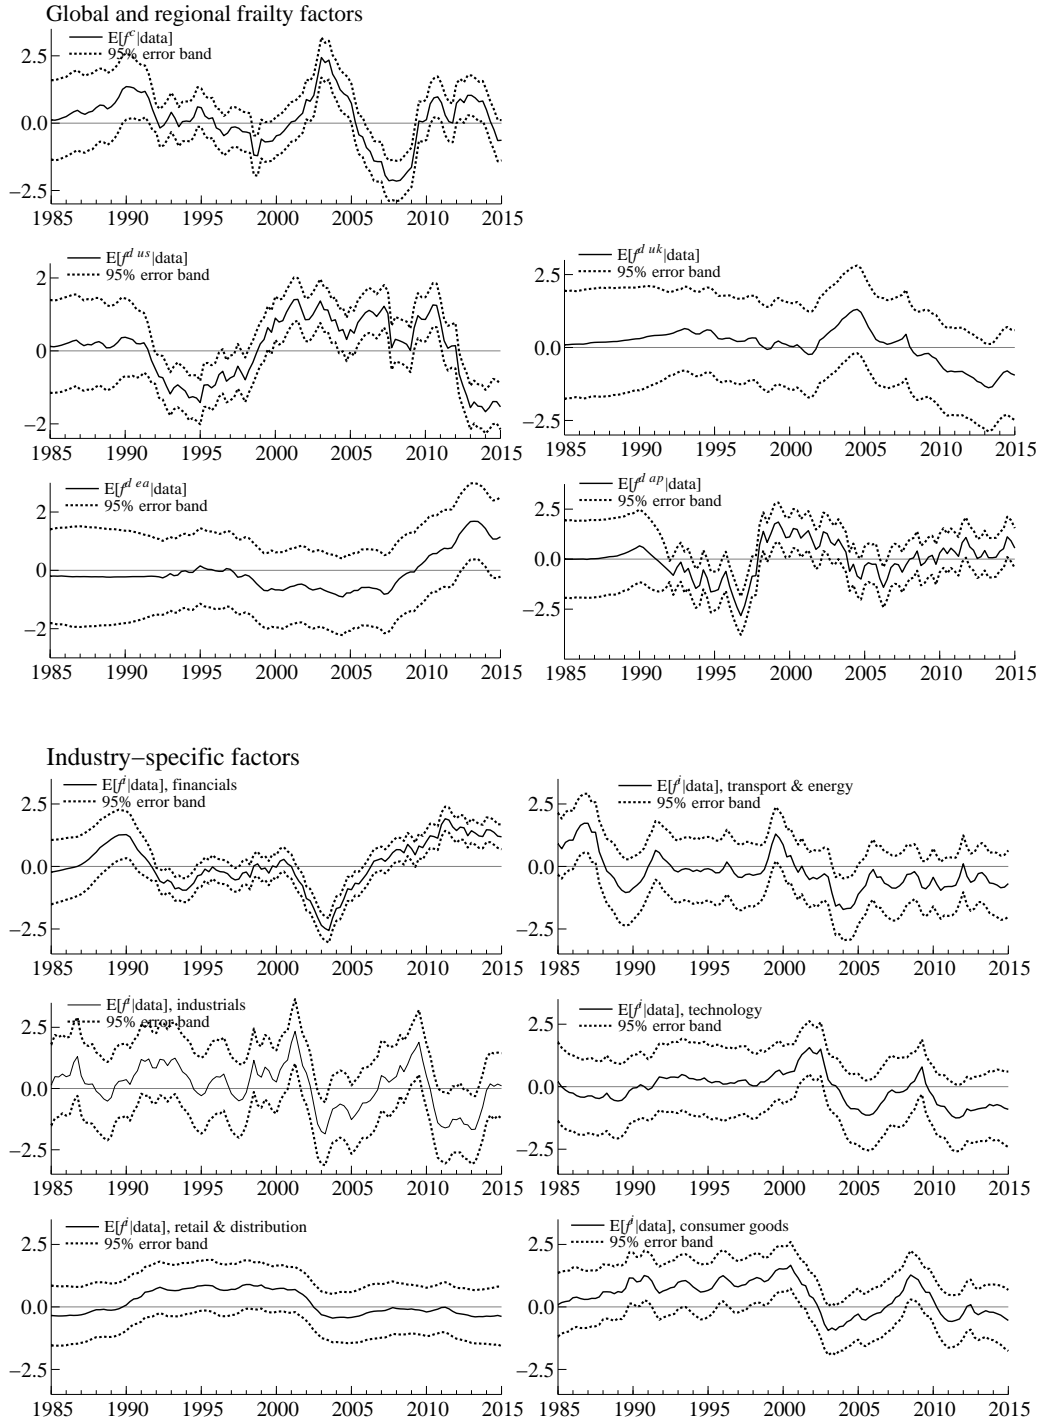 Global and regional frailty factors
E[f^c|data]
95% error band
2.5
0.0
−2.5
1985 1990 1995 2000 2005 2010 2015
E[f^d us|data]
95% error band
2
0
−2
1985 1990 1995 2000 2005 2010 2015
E[f^d uk|data]
95% error band
2.5
0.0
−2.5
1985 1990 1995 2000 2005 2010 2015
E[f^d ea|data]
95% error band
2
0
−2
1985 1990 1995 2000 2005 2010 2015
E[f^d ap|data]
95% error band
2.5
0.0
−2.5
1985 1990 1995 2000 2005 2010 2015
Industry−specific factors
E[f^i|data], financials
95% error band
2.5
0.0
−2.5
1985 1990 1995 2000 2005 2010 2015
E[f^i|data], transport & energy
95% error band
2.5
0.0
−2.5
1985 1990 1995 2000 2005 2010 2015
E[f^i|data], industrials
95% error band
2.5
0.0
−2.5
1985 1990 1995 2000 2005 2010 2015
E[f^i|data], technology
95% error band
2.5
0.0
−2.5
1985 1990 1995 2000 2005 2010 2015
E[f^i|data], retail & distribution
95% error band
2.5
0.0
−2.5
1985 1990 1995 2000 2005 2010 2015
E[f^i|data], consumer goods
95% error band
2.5
0.0
−2.5
1985 1990 1995 2000 2005 2010 2015